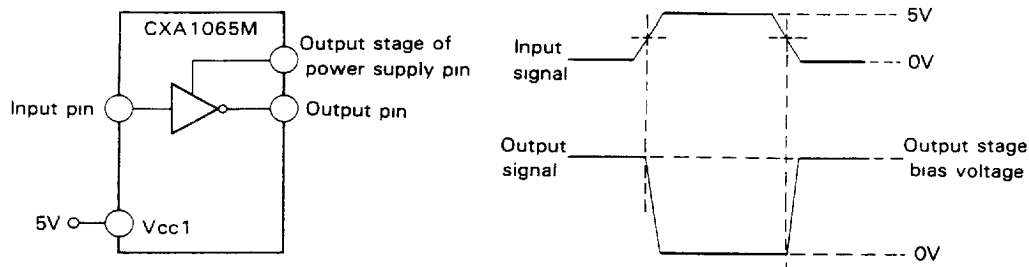 CXA1065M
Output stage of
power supply pin
Input pin
Output pin
5V
Vcc1
Input
signal
5V
0V
Output
signal
Output stage
bias voltage
0V